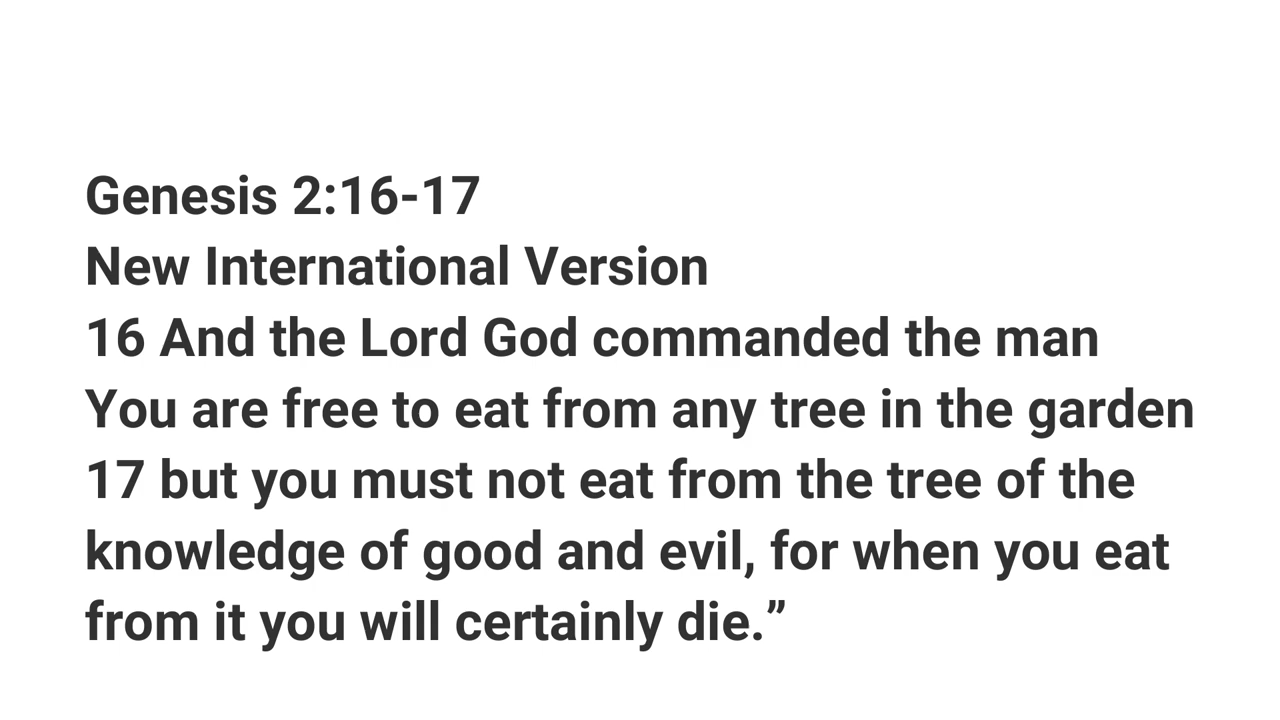 Genesis 2:16-17
New International Version
16 And the Lord God commanded the man
You are free to eat from any tree in the garden
17 but you must not eat from the tree of the
knowledge of good and evil, for when you eat
from it you will certainly die.”